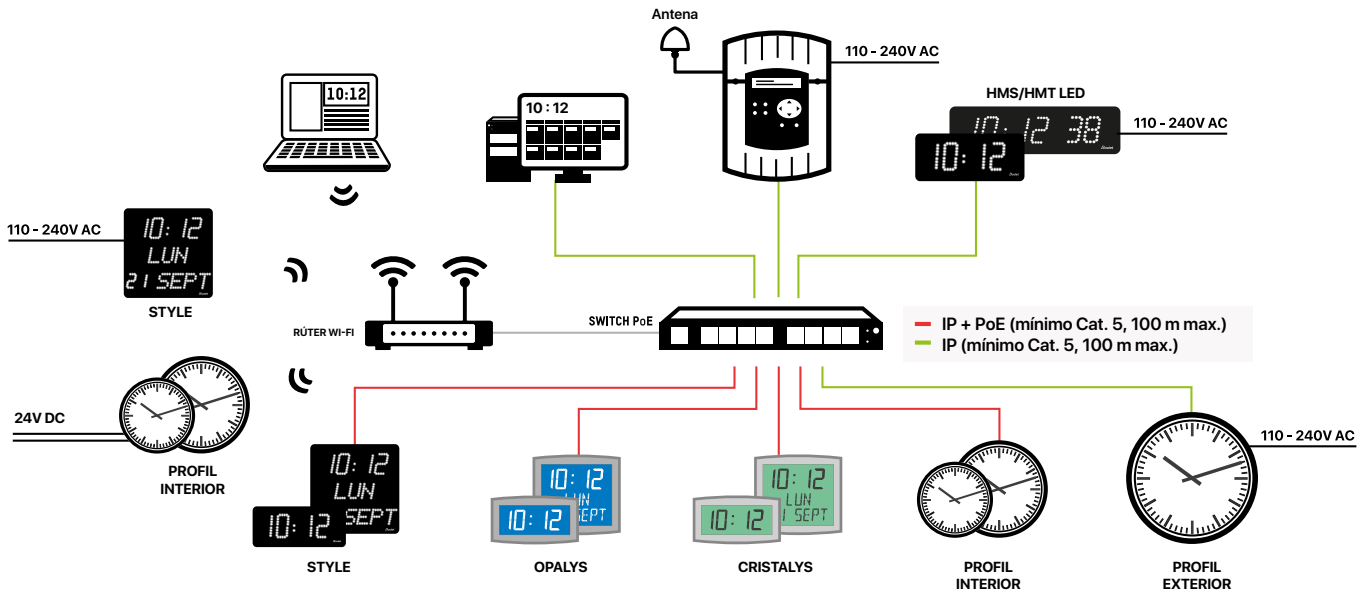 Antena
110 - 240V AC
10:12
10:12
HMS/HMT LED
10:12 38
110 - 240V AC
10:12
110 - 240V AC
10:12
LUN
21 SEPT
STYLE
RÚTER WI-FI
SWITCH PoE
IP + PoE (mínimo Cat. 5, 100 m max.)
IP (mínimo Cat. 5, 100 m max.)
24V DC
PROFIL
INTERIOR
110 - 240V AC
10:12
LUN
SEPT
10:12
STYLE
10:12
LUN
SEPT
10:12
OPALYS
10:12
LUN
SEPT
10:12
CRISTALYS
PROFIL
INTERIOR
PROFIL
EXTERIOR